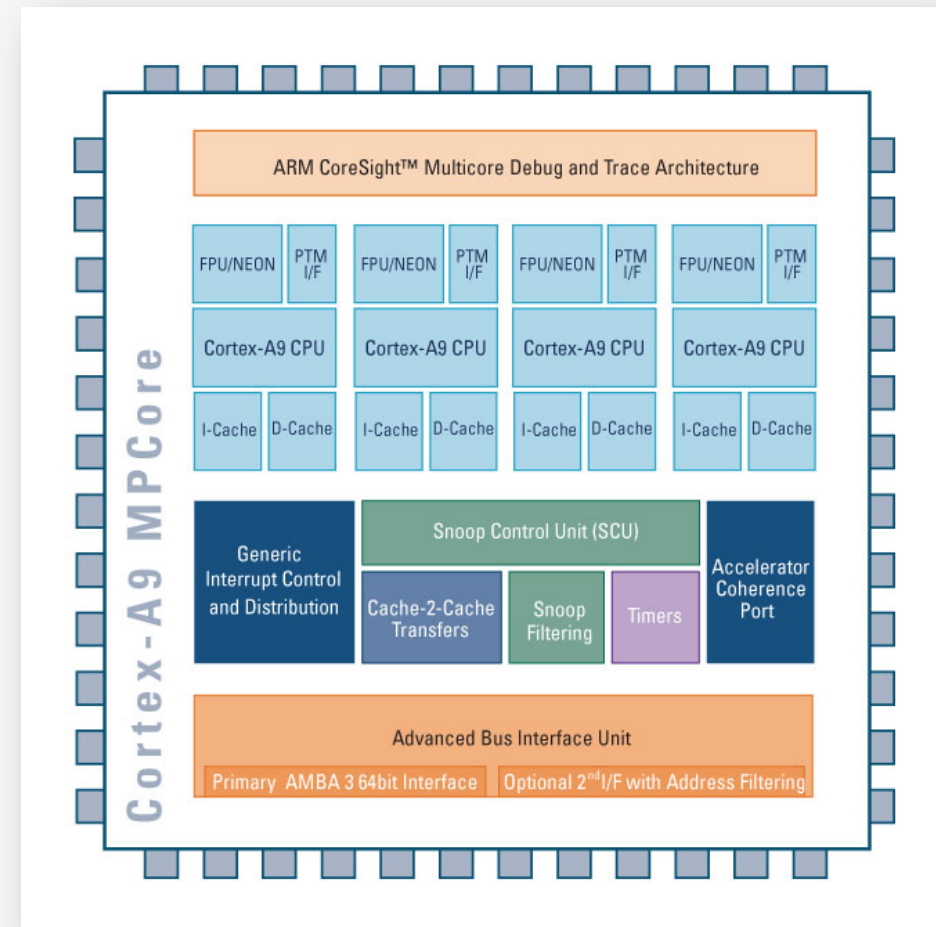 ARM CoreSight™ Multicore Debug and Trace Architecture
FPU/NEON
PTM
I/F
FPU/NEON
PTM
I/F
FPU/NEON
PTM
I/F
FPU/NEON
PTM
I/F
Cortex-A9 CPU
Cortex-A9 CPU
Cortex-A9 CPU
Cortex-A9 CPU
I-Cache
D-Cache
I-Cache
D-Cache
I-Cache
D-Cache
I-Cache
D-Cache
Cortex-A9 MPCore
Generic
Interrupt Control
and Distribution
Snoop Control Unit (SCU)
Cache-2-Cache
Transfers
Snoop
Filtering
Timers
Accelerator
Coherence
Port
Advanced Bus Interface Unit
Primary AMBA 3 64bit Interface
Optional 2nd I/F with Address Filtering